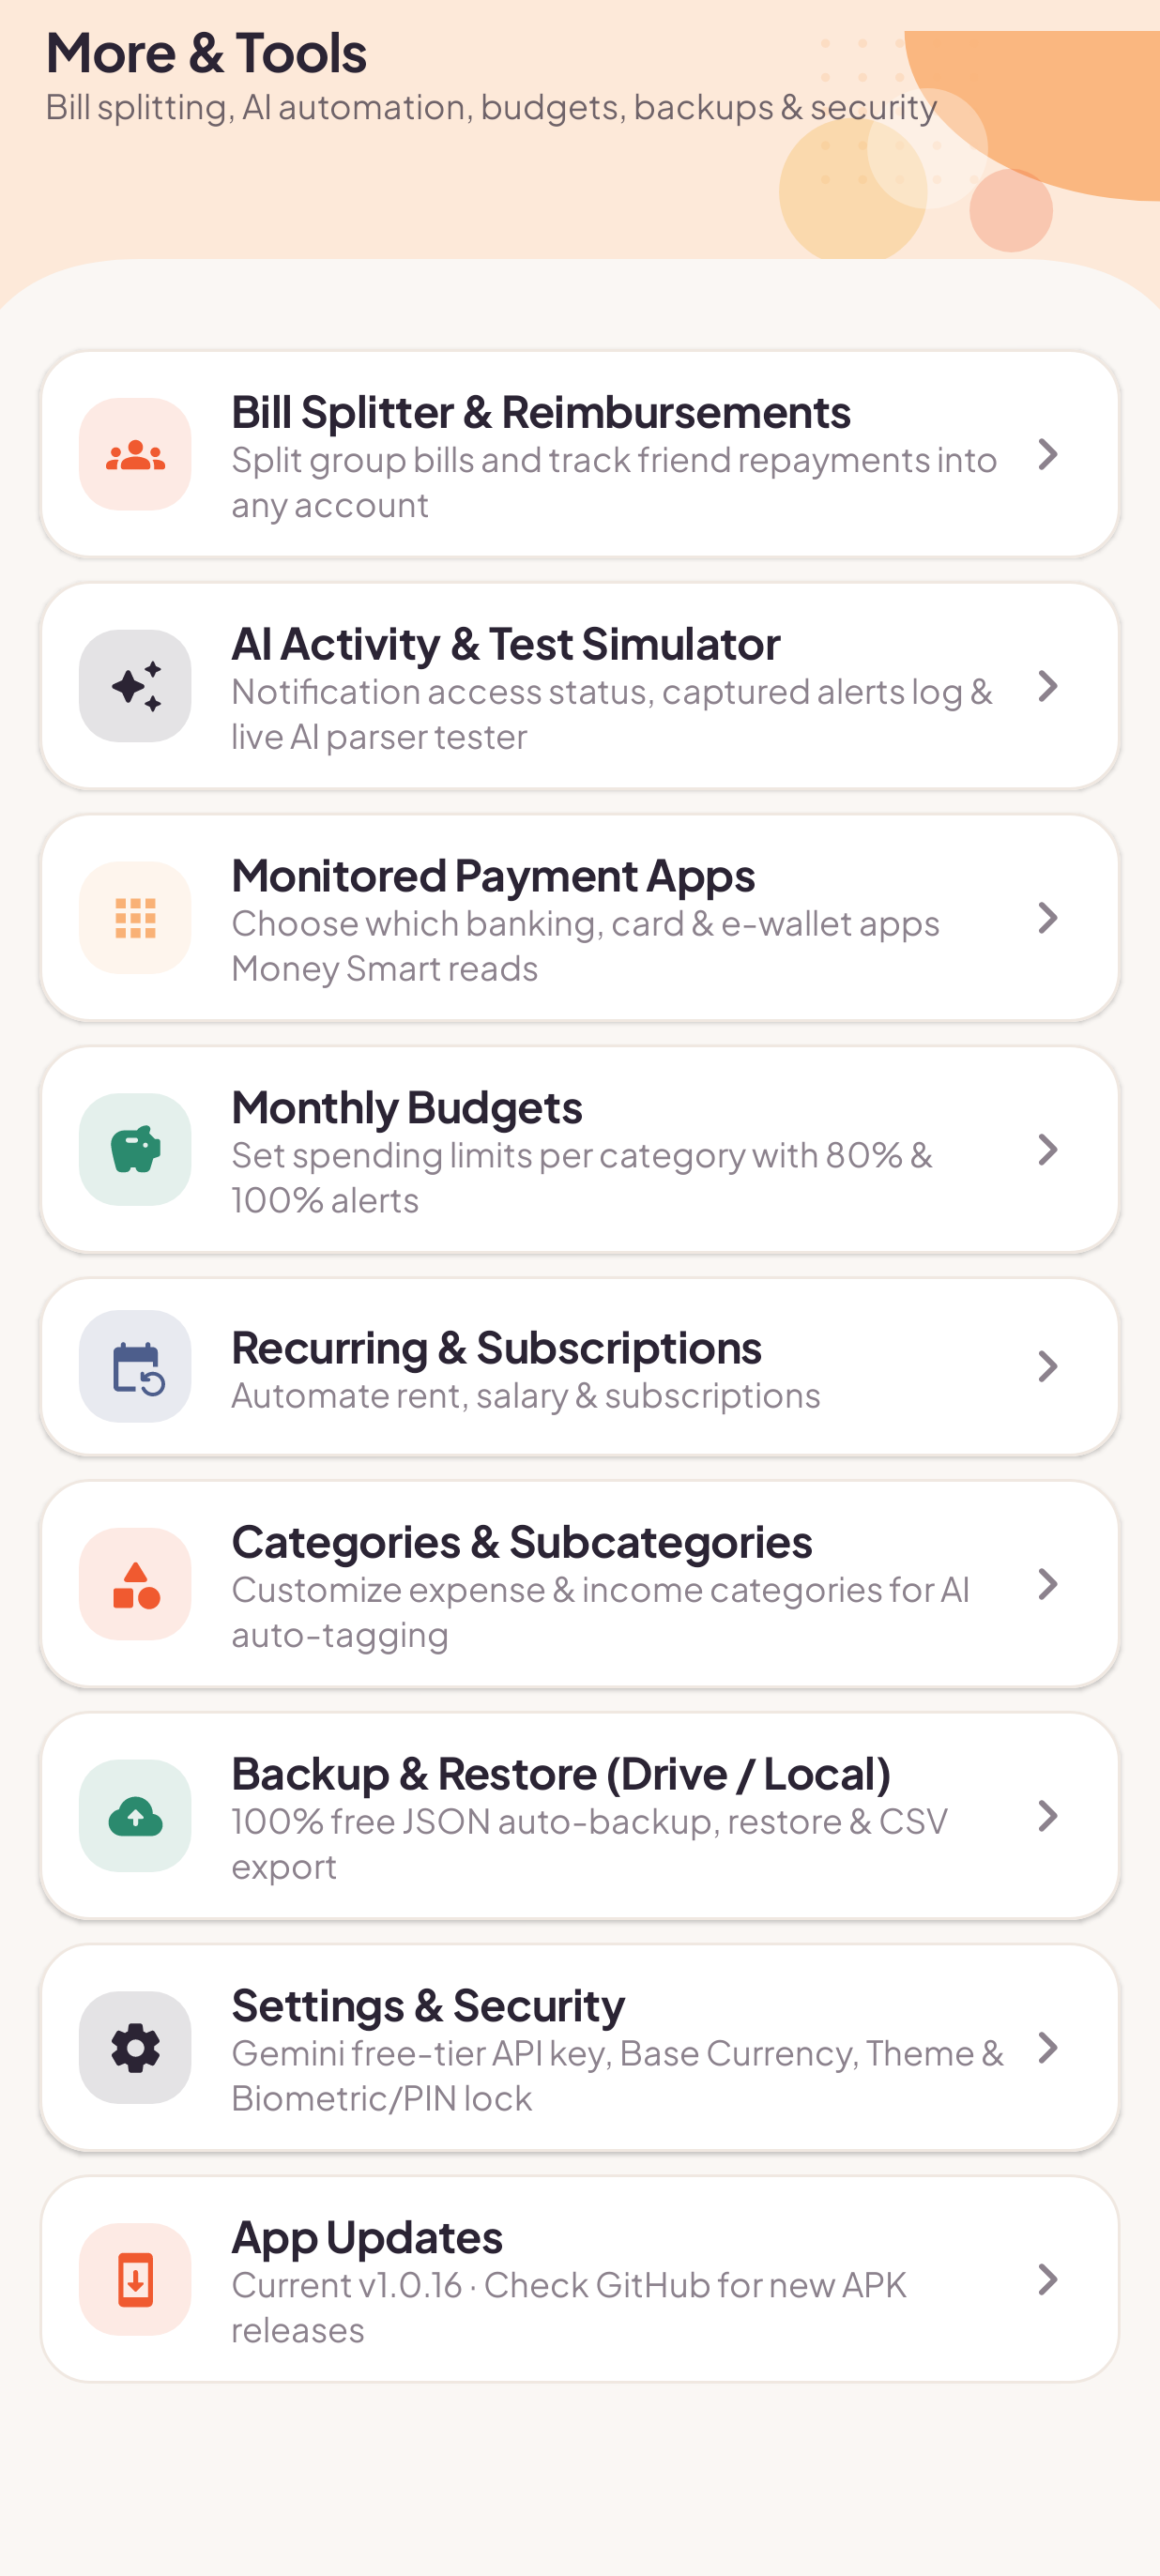 More & Tools
Bill splitting, AI automation, budgets, backups & security
Bill Splitter & Reimbursements
Split group bills and track friend repayments into
any account
AI Activity & Test Simulator
Notification access status, captured alerts log &
live AI parser tester
Monitored Payment Apps
Choose which banking, card & e-wallet apps
Money Smart reads
Monthly Budgets
Set spending limits per category with 80% &
100% alerts
Recurring & Subscriptions
Automate rent, salary & subscriptions
Categories & Subcategories
Customize expense & income categories for AI
auto-tagging
Backup & Restore (Drive / Local)
100% free JSON auto-backup, restore & CSV
export
Settings & Security
Gemini free-tier API key, Base Currency, Theme &
Biometric/PIN lock
App Updates
Current v1.0.16 · Check GitHub for new APK
releases